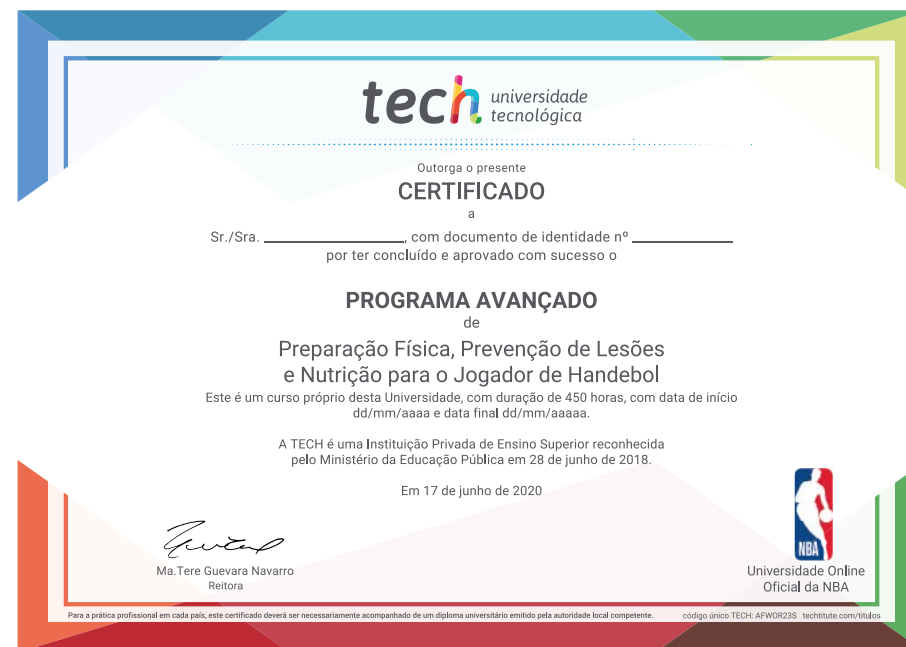 tech universidade
tecnológica
Outorga o presente
CERTIFICADO
a
Sr./Sra. ____________________, com documento de identidade nº ______________
por ter concluído e aprovado com sucesso o
PROGRAMA AVANÇADO
de
Preparação Física, Prevenção de Lesões
e Nutrição para o Jogador de Handebol
Este é um curso próprio desta Universidade, com duração de 450 horas, com data de início
dd/mm/aaaa e data final dd/mm/aaaaa.
A TECH é uma Instituição Privada de Ensino Superior reconhecida
pelo Ministério da Educação Pública em 28 de junho de 2018.
Em 17 de junho de 2020
Ma.Tere Guevara Navarro
Reitora
NBA
Universidade Online
Oficial da NBA
Para a prática profissional em cada país, este certificado deverá ser necessariamente acompanhado de um diploma universitário emitido pela autoridade local competente. código único TECH: AFWOR23S techtitute.com/titulos